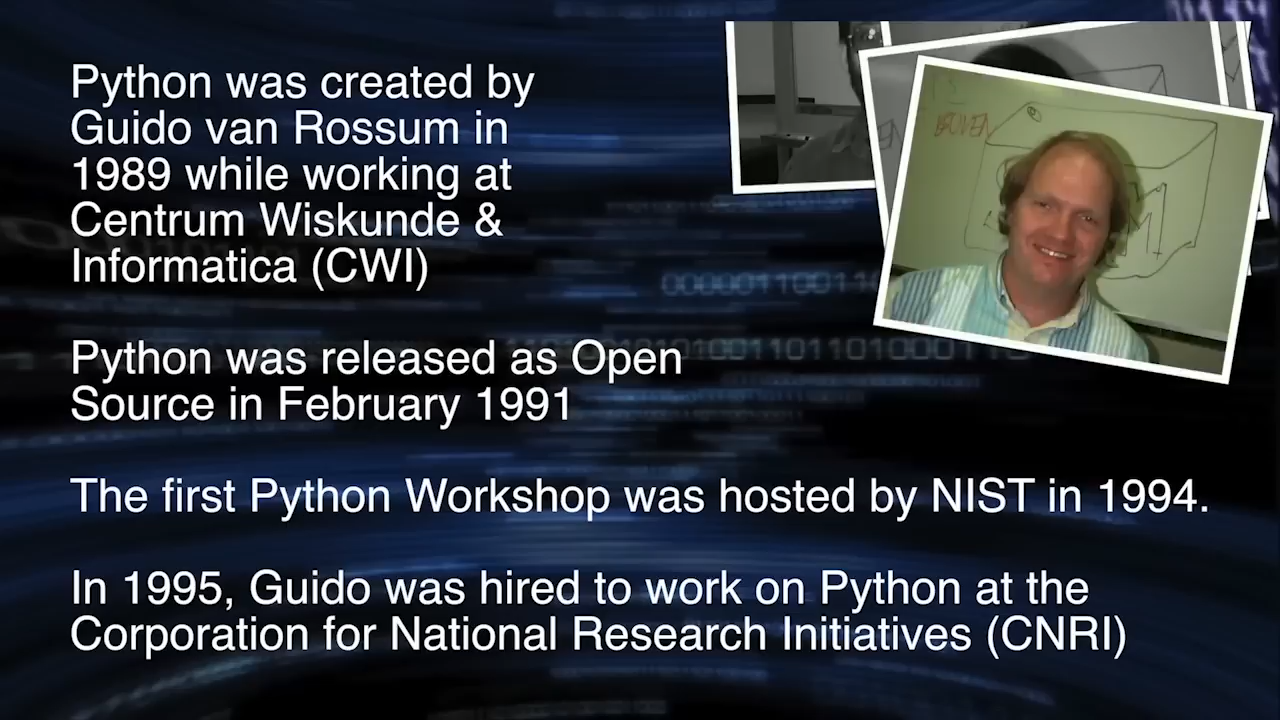 Python was created by
Guido van Rossum in
1989 while working at
Centrum Wiskunde &
Informatica (CWI)
Python was released as Open
Source in February 1991
The first Python Workshop was hosted by NIST in 1994.
In 1995, Guido was hired to work on Python at the
Corporation for National Research Initiatives (CNRI)